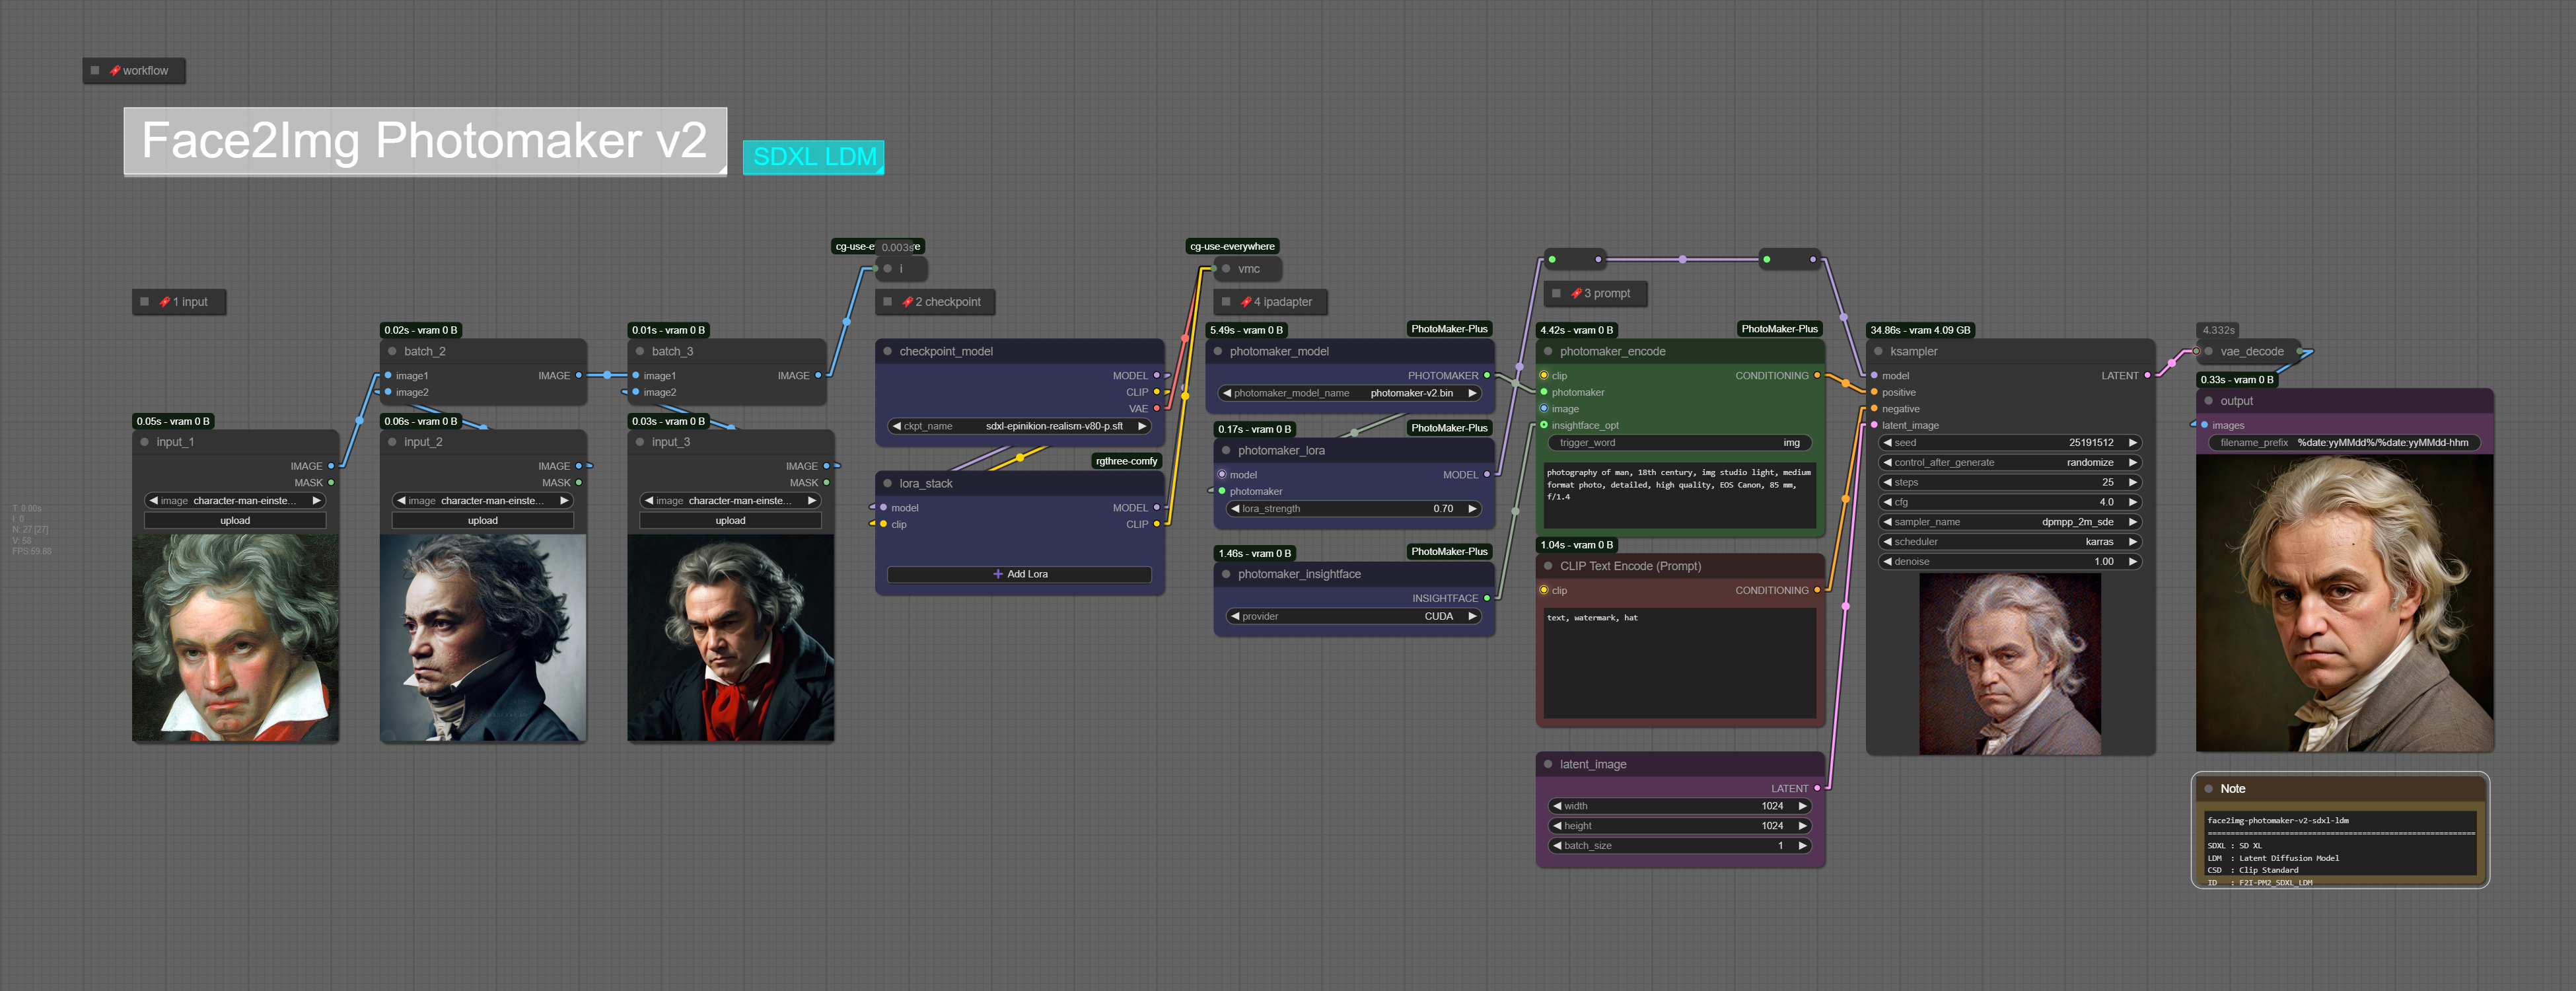 workflow
Face2Img Photomaker v2
SDXL LDM
1 input
0.02s - vram 0 B
batch_2
image1
IMAGE
image2
0.01s - vram 0 B
batch_3
image1
IMAGE
image2
0.05s - vram 0 B
input_1
IMAGE
MASK
image character-man-einste...
upload
0.06s - vram 0 B
input_2
IMAGE
MASK
image character-man-einste...
upload
0.03s - vram 0 B
input_3
IMAGE
MASK
image character-man-einste...
upload
T: 0.00s
I: 0
N: 27 [27]
V: 58
FPS:59.88
0.003s
i
2 checkpoint
checkpoint_model
MODEL
CLIP
VAE
ckpt_name sdxl-epinikion-realism-v80-p.sft
rgthree-comfy
lora_stack
model MODEL
clip CLIP
Add Lora
cg-use-everywhere
vmc
4 ipadapter
5.49s - vram 0 B
PhotoMaker-Plus
photomaker_model
PHOTOMAKER
photomaker_model_name photomaker-v2.bin
0.17s - vram 0 B
PhotoMaker-Plus
photomaker_lora
model MODEL
photomaker
lora_strength 0.70
1.46s - vram 0 B
PhotoMaker-Plus
photomaker_insightface
INSIGHTFACE
provider CUDA
3 prompt
4.42s - vram 0 B
PhotoMaker-Plus
photomaker_encode
clip CONDITIONING
photomaker
image
insightface_opt
trigger_word img
photography of man, 18th century, img studio light, medium
format photo, detailed, high quality, EOS Canon, 85 mm,
f/1.4
1.04s - vram 0 B
CLIP Text Encode (Prompt)
clip CONDITIONING
text, watermark, hat
latent_image
LATENT
width 1024
height 1024
batch_size 1
34.86s - vram 4.09 GB
ksampler
model LATENT
positive
negative
latent_image
seed 25191512
control_after_generate randomize
steps 25
cfg 4.0
sampler_name dpmpp_2m_sde
scheduler karras
denoise 1.00
4.332s
vae_decode
0.33s - vram 0 B
output
images
filename_prefix %date:yyMMdd%/%date:yyMMdd-hhm
Note
face2img-photomaker-v2-sdxl-ldm
===========================================================
SDXL : SD XL
LDM : Latent Diffusion Model
CSD : Clip Standard
ID : F2I-PM2_SDXL_LDM